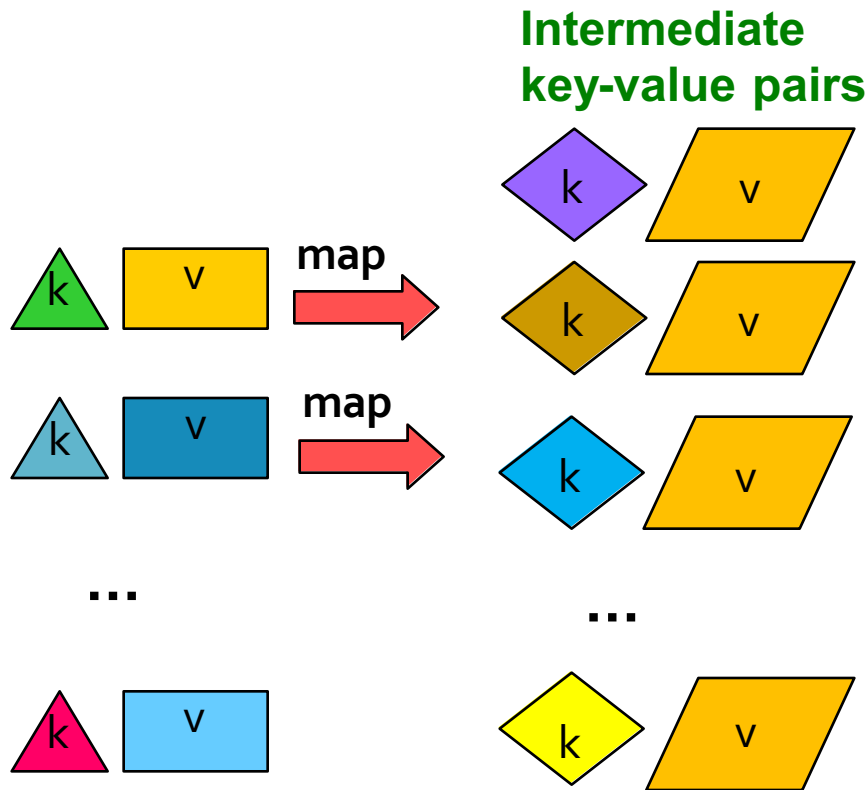 Intermediate
key-value pairs
k v
k v map
k v
k v map
k v
...
...
k v
k v